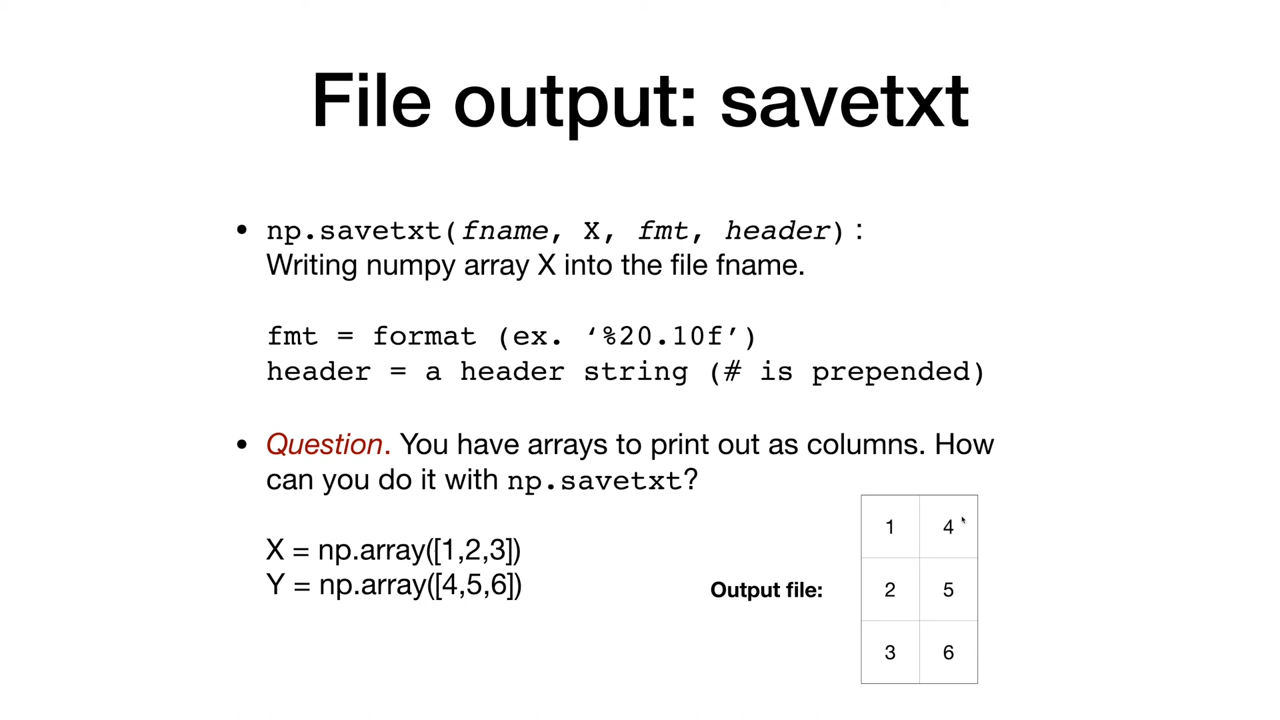 File output: savetxt
• np.savetxt(fname, X, fmt, header):
Writing numpy array X into the file fname.
fmt = format (ex. ‘%20.10f’)
header = a header string (# is prepended)
• Question. You have arrays to print out as columns. How
can you do it with np.savetxt?
X = np.array([1,2,3])
Y = np.array([4,5,6])
Output file:
1 4
2 5
3 6